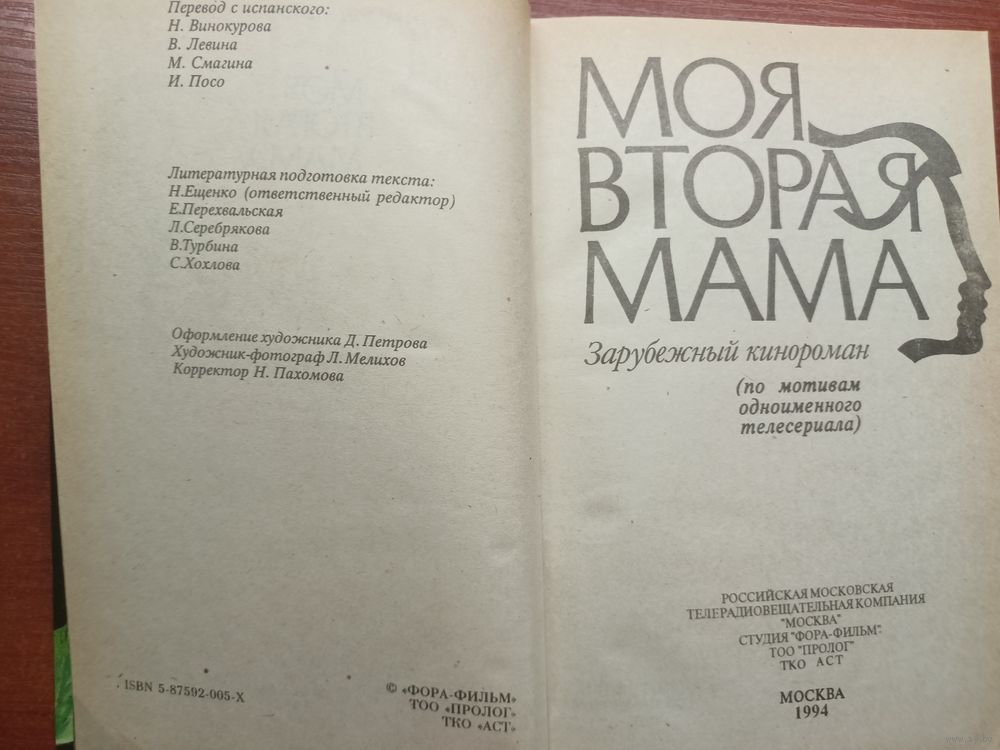 Перевод с испанского:
Н. Винокурова
В. Левина
М. Смагина
И. Посо
Литературная подготовка текста:
Н.Ещенко (ответственный редактор)
Е.Перехвальская
Л.Серебрякова
В.Турбина
С.Хохлова
Оформление художника Д. Петрова
Художник-фотограф Л. Мелихов
Корректор Н. Пахомова
ISBN 5-87592-005-X
© «ФОРА-ФИЛЬМ»
ТОО «ПРОЛОГ»
ТКО «АСТ»
МОЯ
ВТОРАЯ
МАМА
Зарубежный кинороман
(по мотивам
одноименного
телесериала)
РОССИЙСКАЯ МОСКОВСКАЯ
ТЕЛЕРАДИОВЕЩАТЕЛЬНАЯ КОМПАНИЯ
"МОСКВА"
СТУДИЯ "ФОРА-ФИЛЬМ"
ТОО "ПРОЛОГ"
ТКО АСТ
МОСКВА
1994